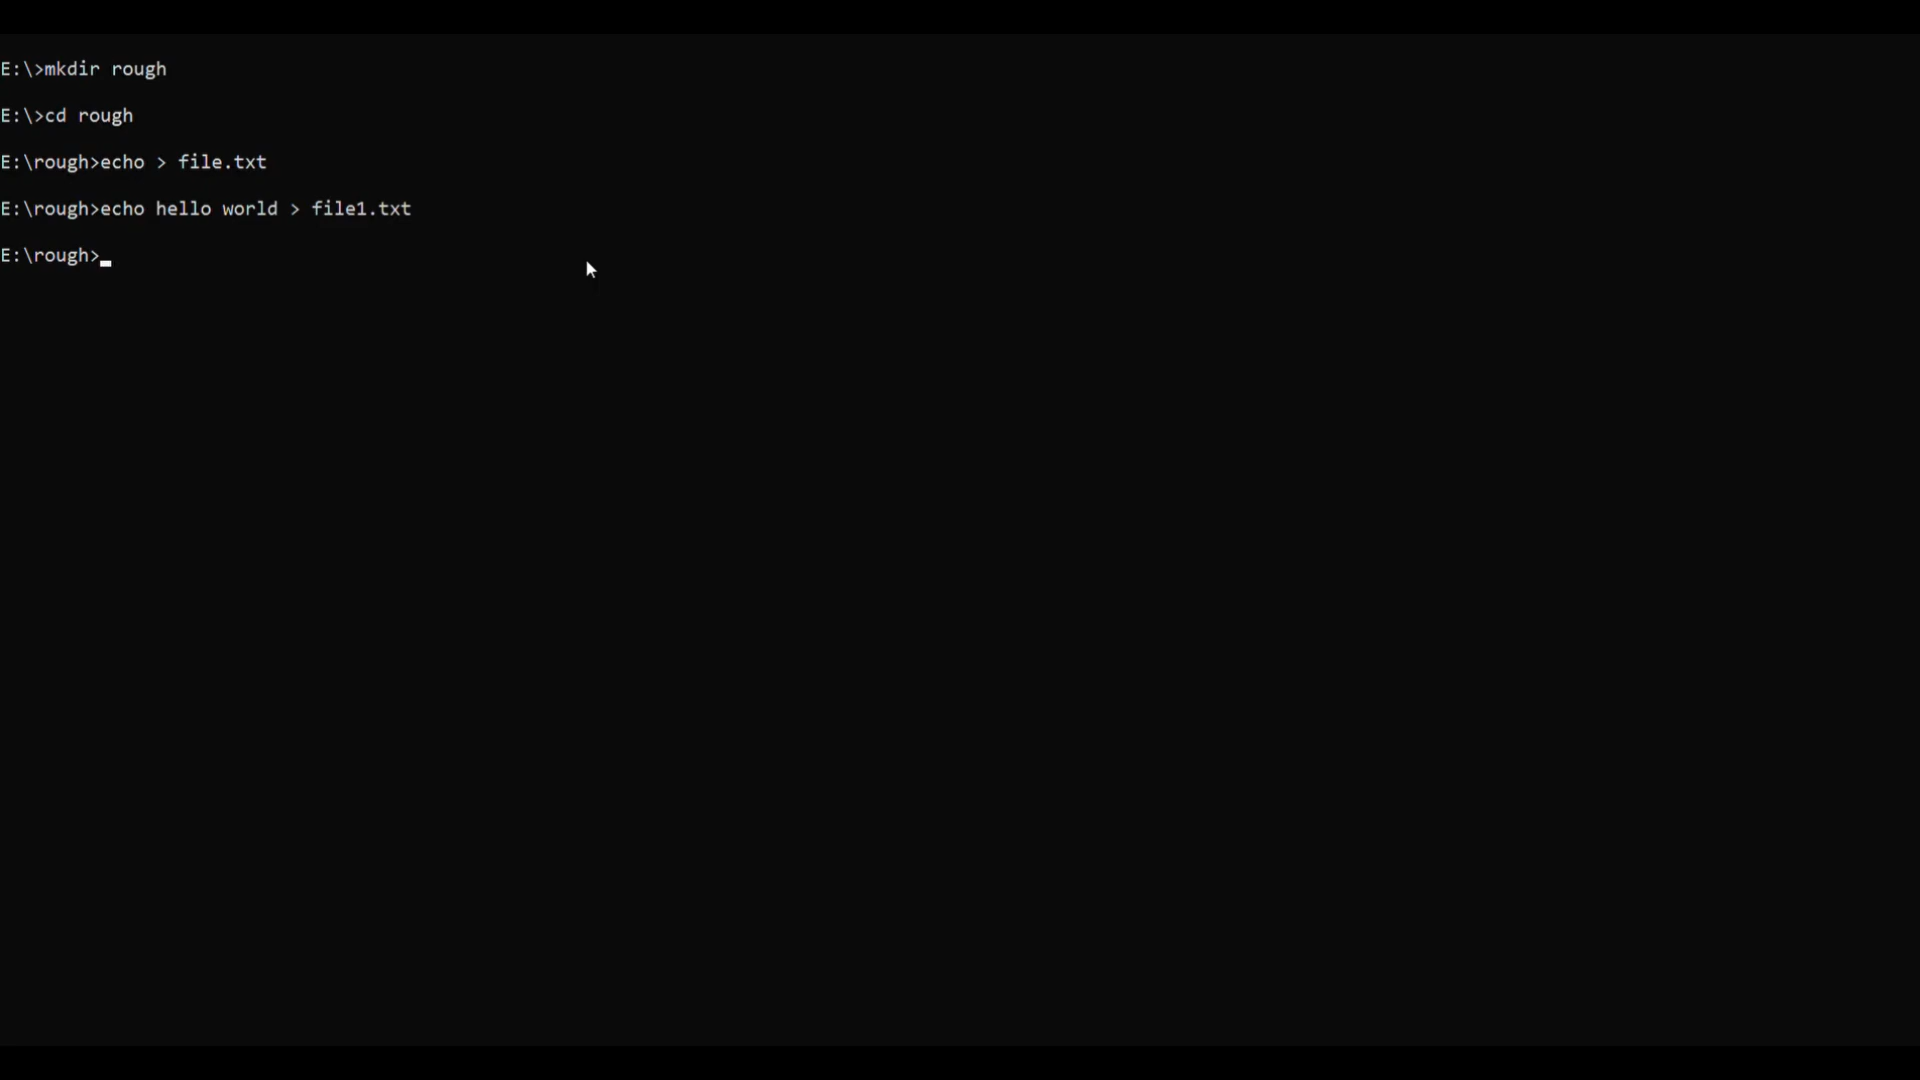 E:\>mkdir rough
E:\>cd rough
E:\rough>echo > file.txt
E:\rough>echo hello world > file1.txt
E:\rough>